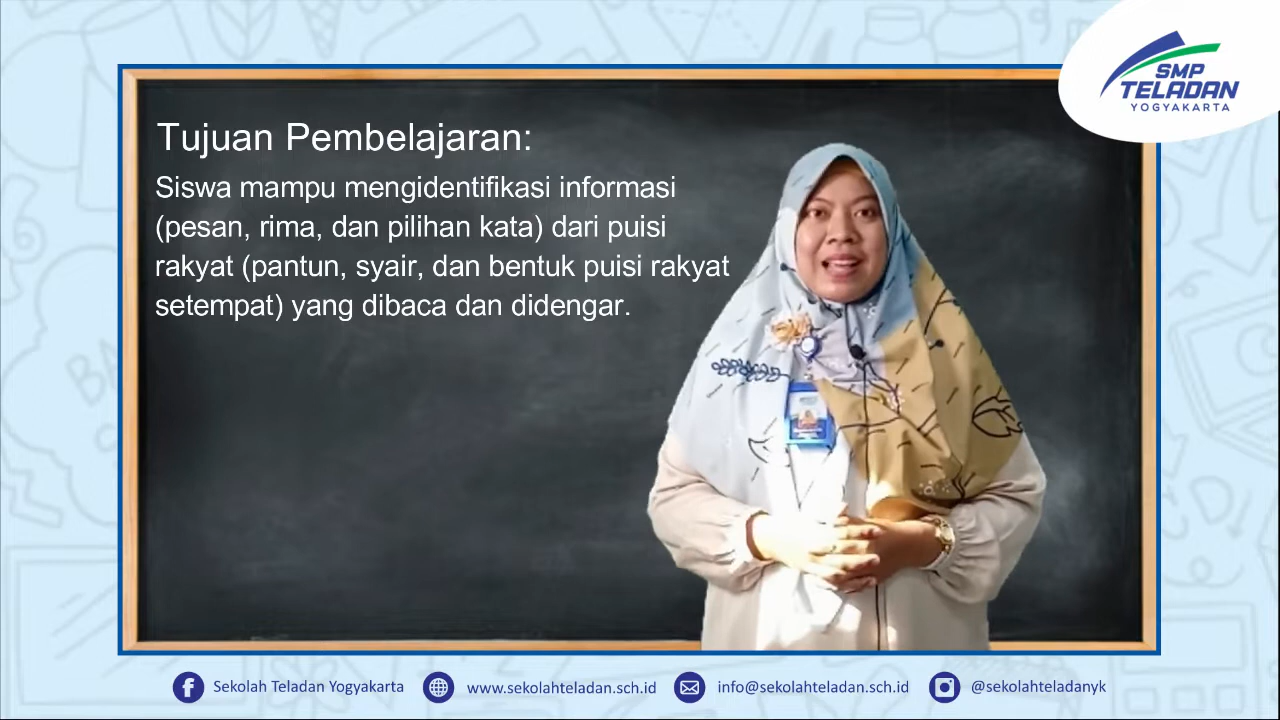 SMP
TELADAN
YOGYAKARTA
Tujuan Pembelajaran:
Siswa mampu mengidentifikasi informasi
(pesan, rima, dan pilihan kata) dari puisi
rakyat (pantun, syair, dan bentuk puisi rakyat
setempat) yang dibaca dan didengar.
Sekolah Teladan Yogyakarta
www.sekolahteladan.sch.id
info@sekolahteladan.sch.id
@sekolahteladanyk